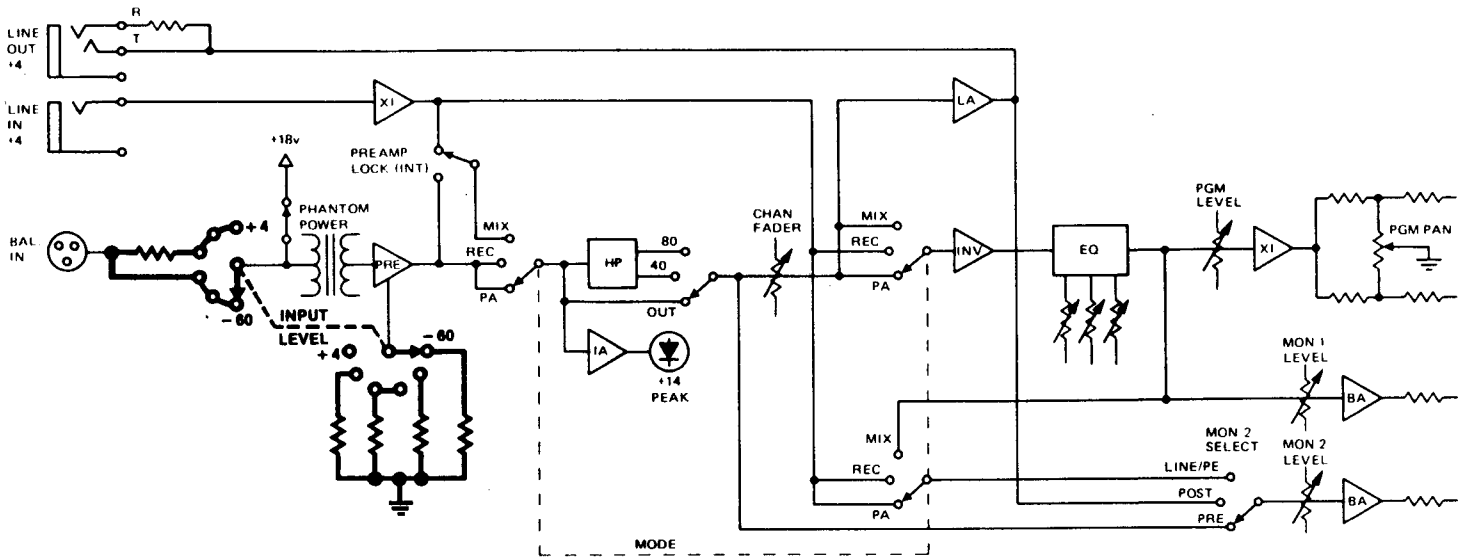 LINE
OUT
+4
R
T
LINE
IN
+4
XI
LA
+18v
PREAMP
LOCK (INT)
PHANTOM
POWER
BAL.
IN
+4
- 60
INPUT
LEVEL
PRE
MIX
REC
PA
HP
80
40
OUT
CHAN
FADER
MIX
REC
PA
INV
EQ
PGM
LEVEL
XI
PGM PAN
+4
- 60
IA
+14
PEAK
MON 1
LEVEL
BA
MIX
REC
PA
MON 2
SELECT
LINE/PE
POST
PRE
MON 2
LEVEL
BA
MODE